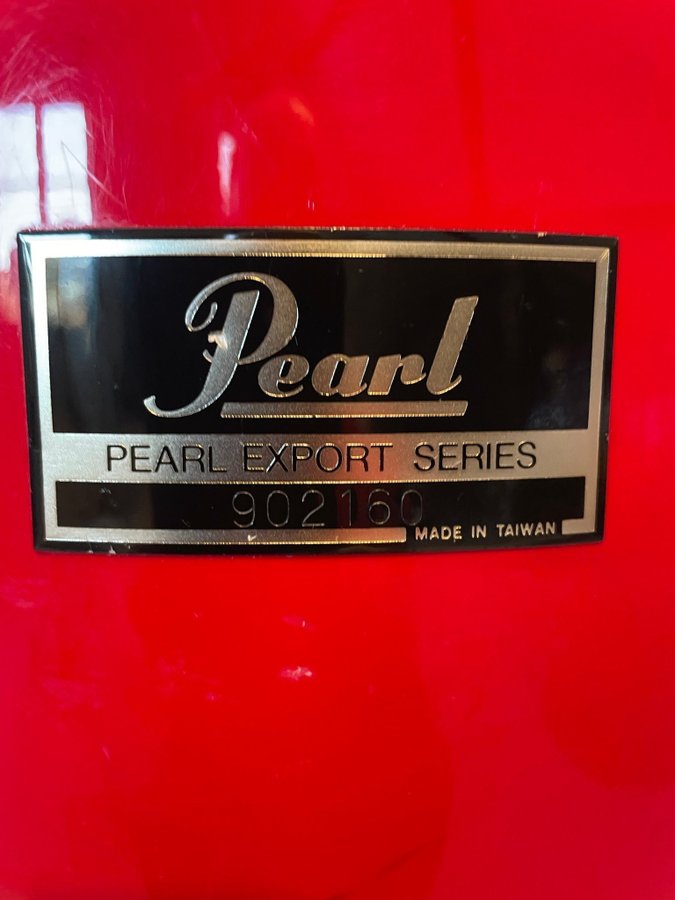 Pearl
PEARL EXPORT SERIES
902160
MADE IN TAIWAN